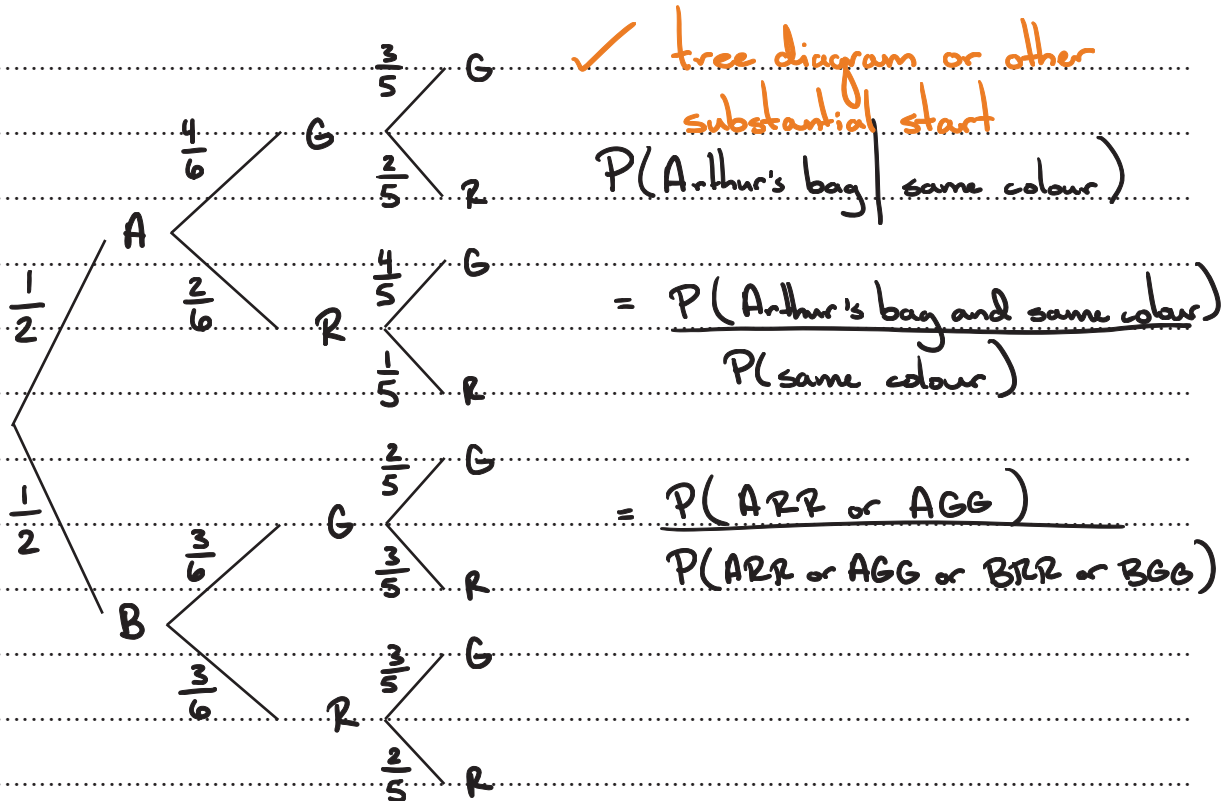 ✓ tree diagram or other
substantial start
P(Arthur's bag | same colour)
= P(Arthur's bag and same colour)
P(same colour)
= P(ARR or AGG)
P(ARR or AGG or BRR or BGG)
1/2 A
4/6 G
3/5 G
2/5 R
2/6 R
4/5 G
1/5 R
1/2 B
3/6 G
2/5 G
3/5 R
3/6 R
3/5 G
2/5 R